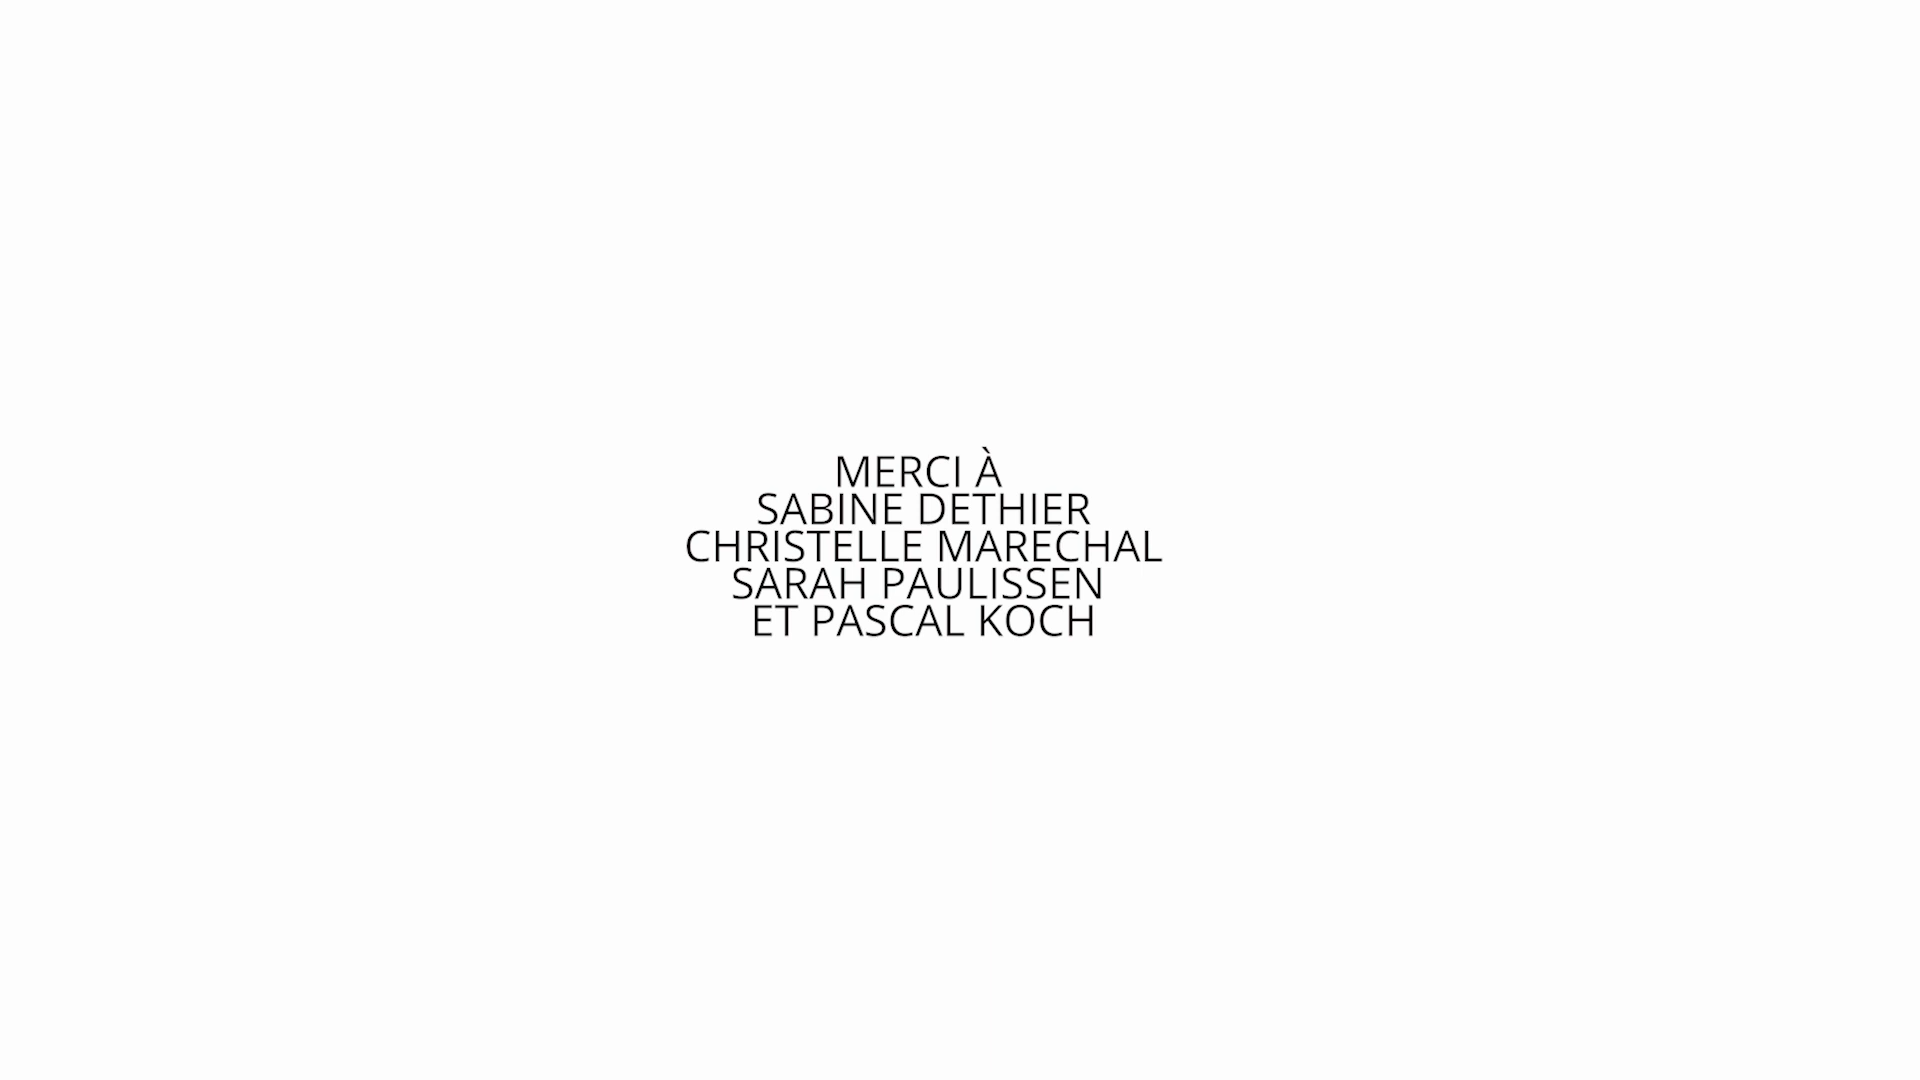 MERCI À
SABINE DETHIER
CHRISTELLE MARECHAL
SARAH PAULISSEN
ET PASCAL KOCH